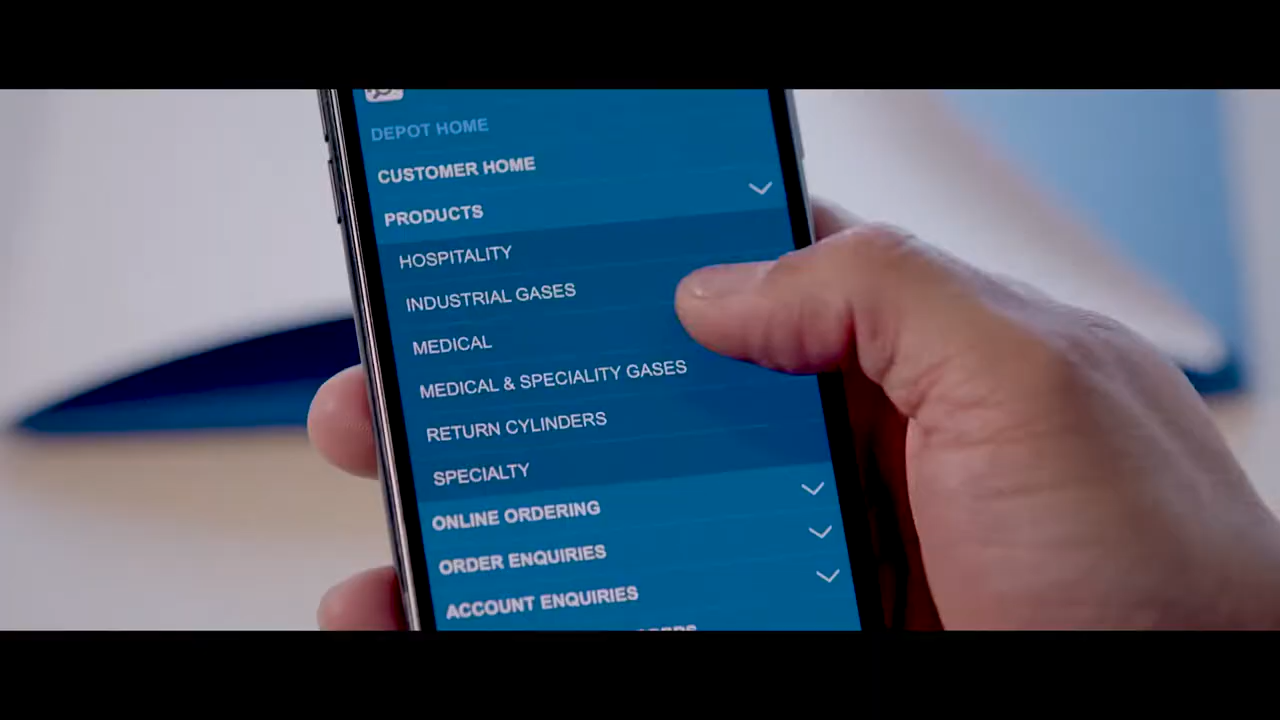 DEPOT HOME
CUSTOMER HOME
PRODUCTS
HOSPITALITY
INDUSTRIAL GASES
MEDICAL
MEDICAL & SPECIALITY GASES
RETURN CYLINDERS
SPECIALTY
ONLINE ORDERING
ORDER ENQUIRIES
ACCOUNT ENQUIRIES